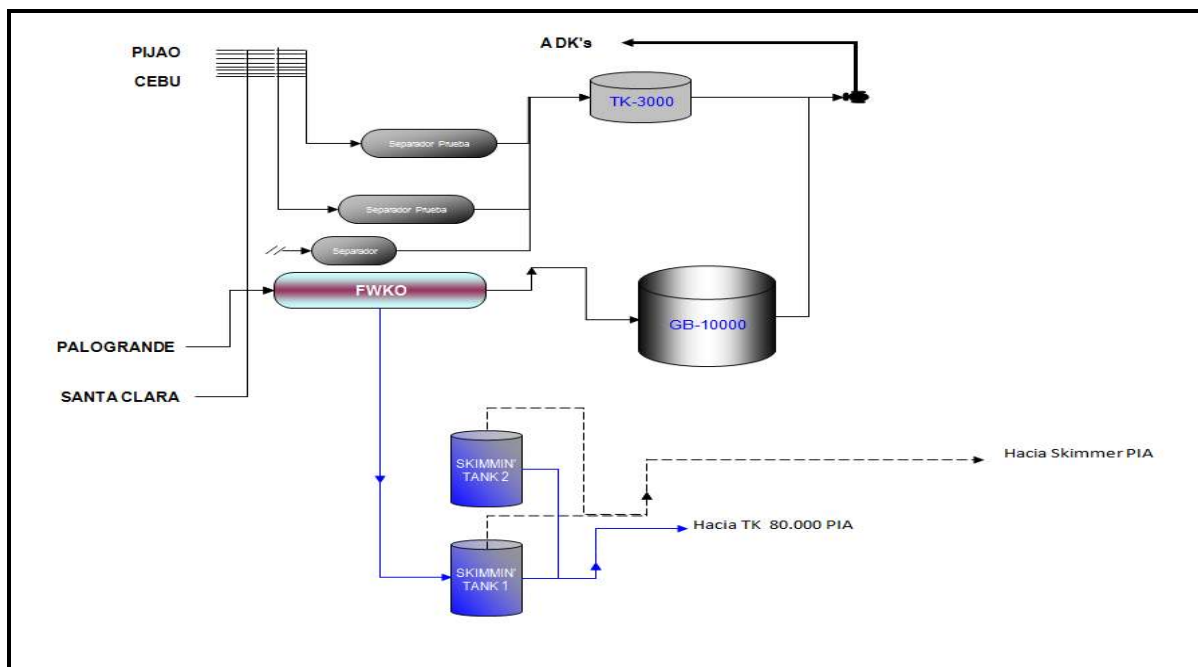 PIJAO
CEBU
A DK's
TK-3000
Separador Prueba
Separador Prueba
Separador
FWKO
GB-10000
PALOGRANDE
SANTA CLARA
SKIMMIN'
TANK 2
Hacia Skimmer PIA
Hacia TK 80.000 PIA
SKIMMIN'
TANK 1